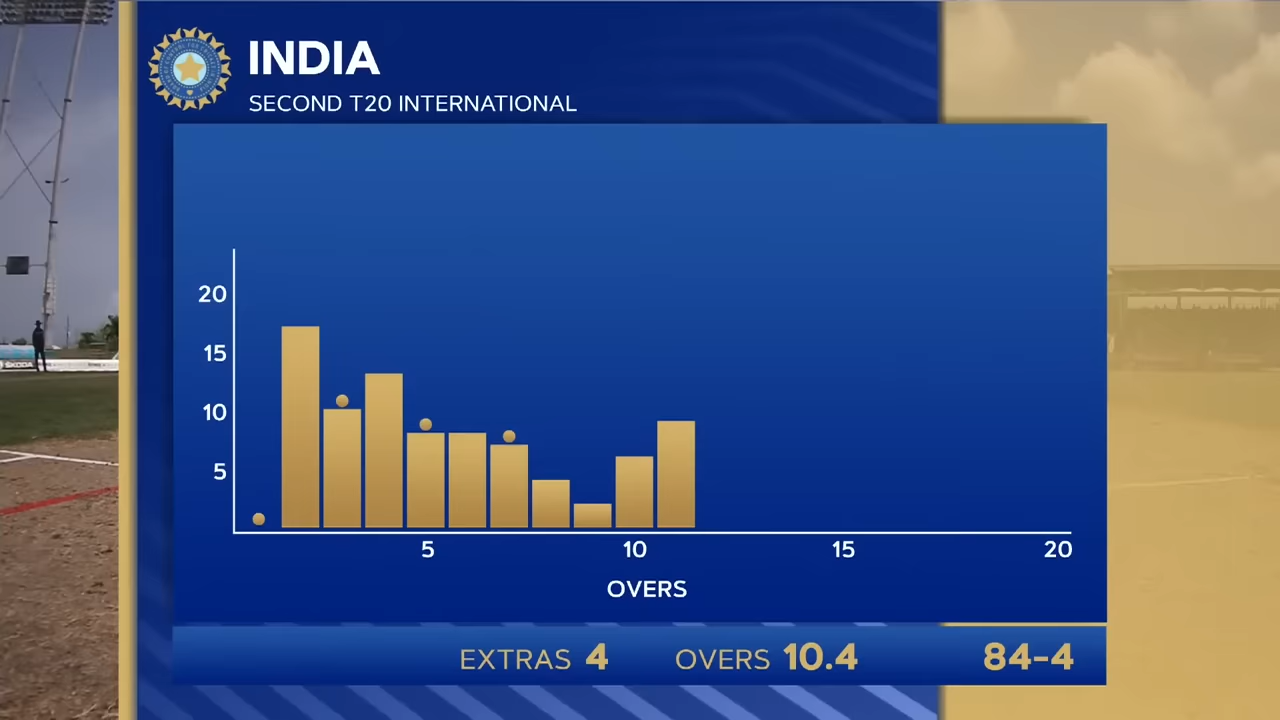 INDIA
SECOND T20 INTERNATIONAL
20
15
10
5
5 10 15 20
OVERS
EXTRAS 4 OVERS 10.4 84-4
ŠKODA